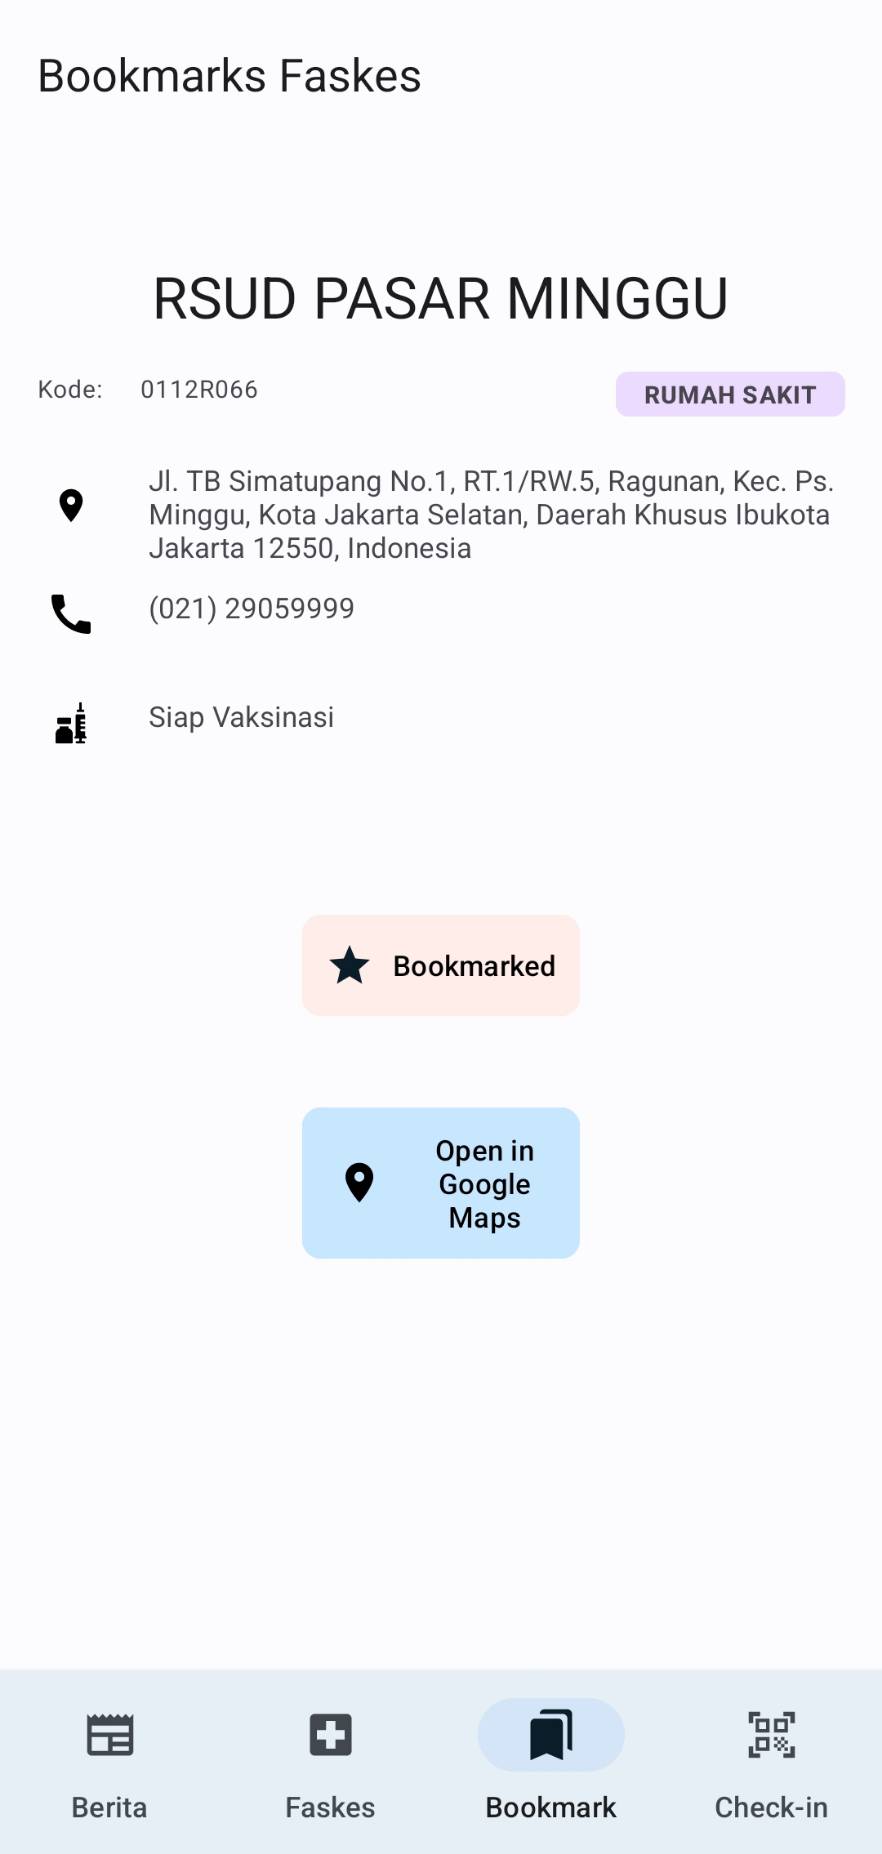 Bookmarks Faskes
RSUD PASAR MINGGU
Kode: 0112R066
RUMAH SAKIT
Jl. TB Simatupang No.1, RT.1/RW.5, Ragunan, Kec. Ps.
Minggu, Kota Jakarta Selatan, Daerah Khusus Ibukota
Jakarta 12550, Indonesia
(021) 29059999
Siap Vaksinasi
Bookmarked
Open in
Google
Maps
Berita
Faskes
Bookmark
Check-in